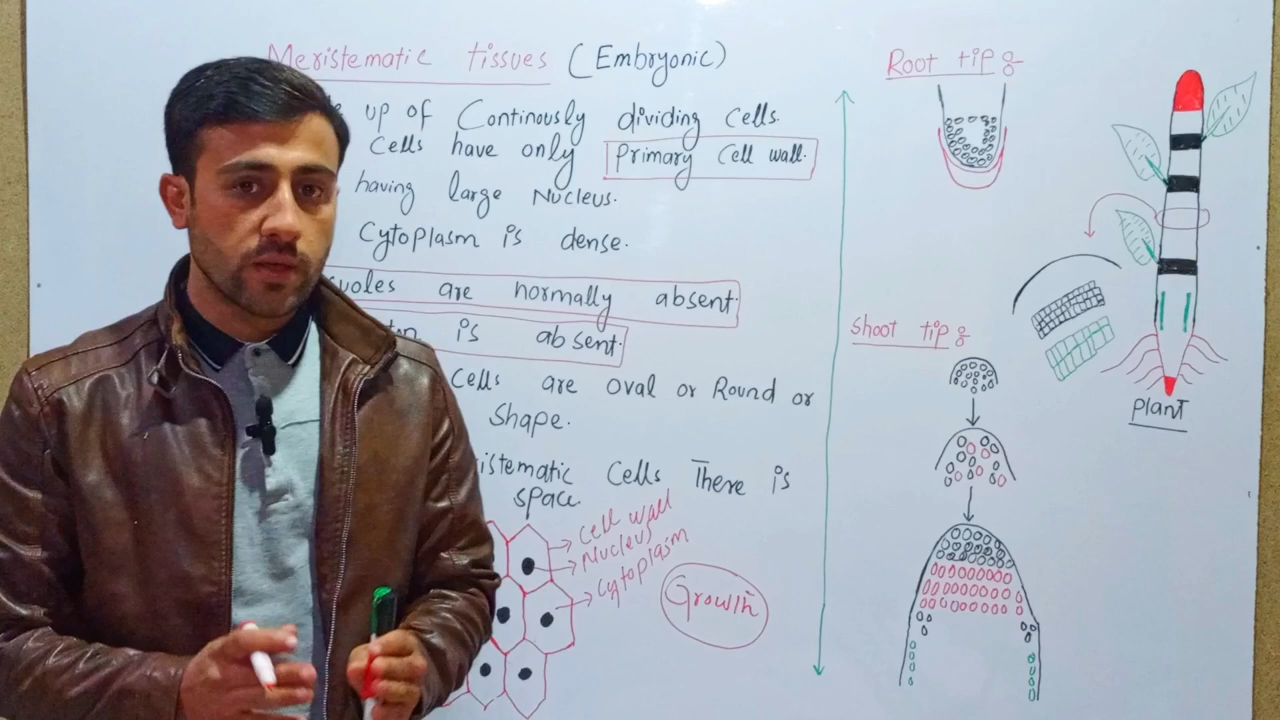 Meristematic tissues (Embryonic)
up of Continously dividing Cells.
Cells have only Primary Cell wall.
having large Nucleus.
Cytoplasm is dense.
are normally absent.
is absent.
Cells are oval or Round or
Shape.
Cells There is
space.
Cell wall
Nucleus
Cytoplasm
Growth
Root tip:
Shoot tip:
Plant